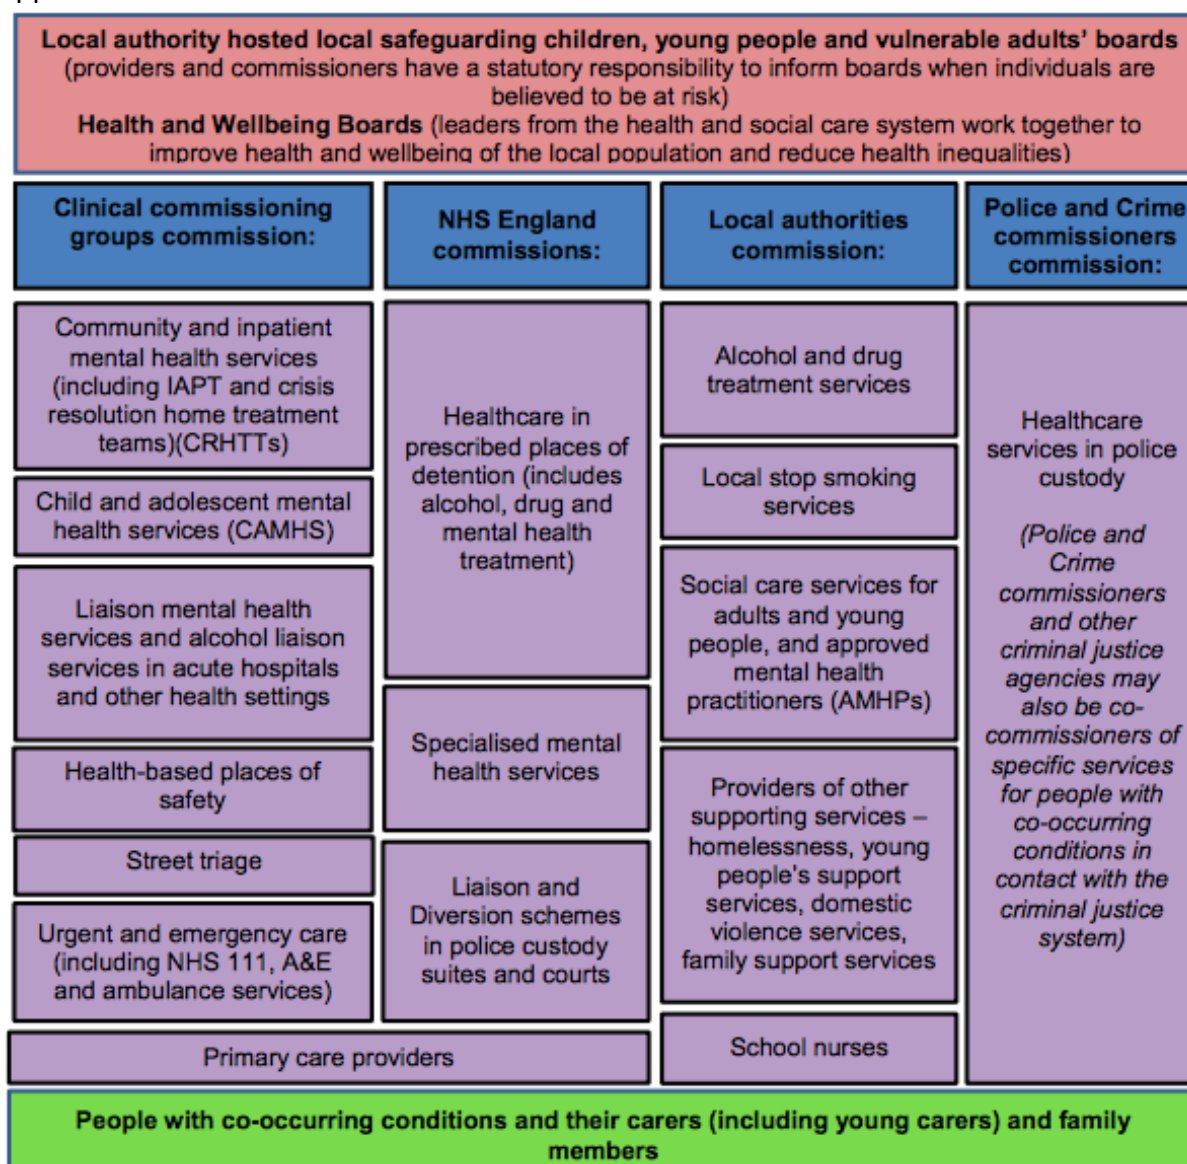 Local authority hosted local safeguarding children, young people and vulnerable adults' boards
(providers and commissioners have a statutory responsibility to inform boards when individuals are
believed to be at risk)
Health and Wellbeing Boards (leaders from the health and social care system work together to
improve health and wellbeing of the local population and reduce health inequalities)
Clinical commissioning
groups commission:
Community and inpatient
mental health services
(including IAPT and crisis
resolution home treatment
teams)(CRHTTs)
Child and adolescent mental
health services (CAMHS)
Liaison mental health
services and alcohol liaison
services in acute hospitals
and other health settings
Health-based places of
safety
Street triage
Urgent and emergency care
(including NHS 111, A&E
and ambulance services)
NHS England
commissions:
Healthcare in
prescribed places of
detention (includes
alcohol, drug and
mental health
treatment)
Specialised mental
health services
Liaison and
Diversion schemes
in police custody
suites and courts
Primary care providers
Local authorities
commission:
Alcohol and drug
treatment services
Local stop smoking
services
Social care services for
adults and young
people, and approved
mental health
practitioners (AMHPs)
Providers of other
supporting services –
homelessness, young
people's support
services, domestic
violence services,
family support services
School nurses
Police and Crime
commissioners
commission:
Healthcare
services in police
custody
(Police and
Crime
commissioners
and other
criminal justice
agencies may
also be co-
commissioners of
specific services
for people with
co-occurring
conditions in
contact with the
criminal justice
system)
People with co-occurring conditions and their carers (including young carers) and family
members